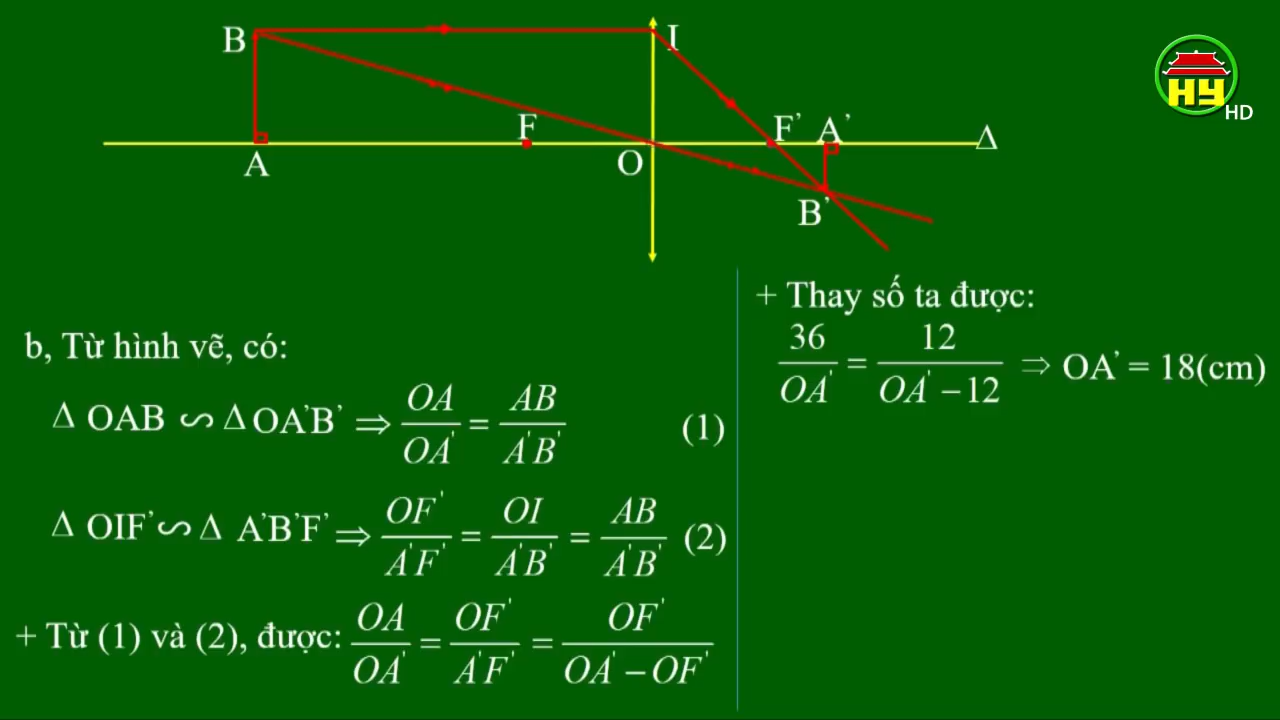 B
I
F
F'
A'
Δ
A
O
B'
HY
HD
b, Từ hình vẽ, có:
Δ OAB ∽ Δ OA'B' ⇒ OA/OA' = AB/A'B' (1)
Δ OIF' ∽ Δ A'B'F' ⇒ OF'/A'F' = OI/A'B' = AB/A'B' (2)
+ Từ (1) và (2), được: OA/OA' = OF'/A'F' = OF'/(OA' − OF')
+ Thay số ta được:
36/OA' = 12/(OA' − 12) ⇒ OA' = 18(cm)